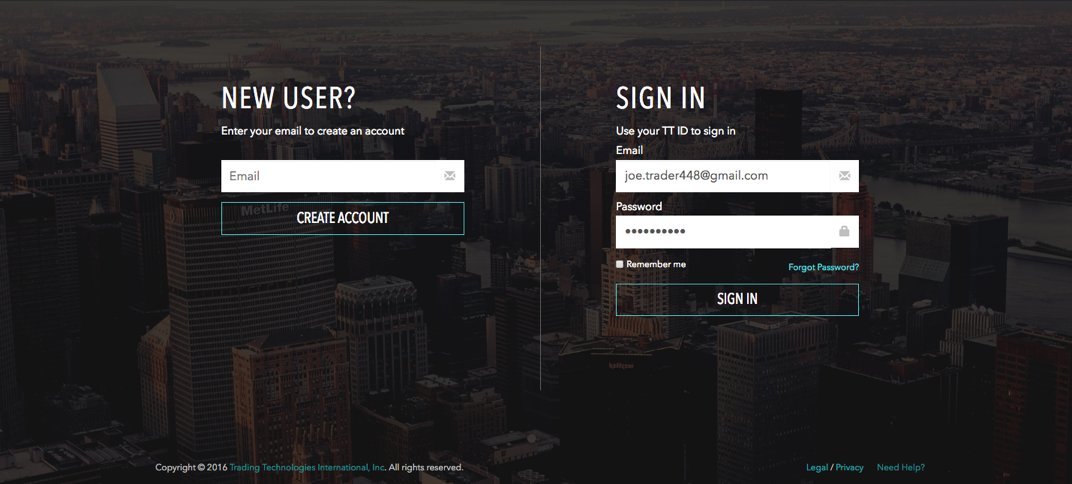 NEW USER?
Enter your email to create an account
Email
CREATE ACCOUNT
MetLife
SIGN IN
Use your TT ID to sign in
Email
joe.trader448@gmail.com
Password
••••••••••
Remember me
Forgot Password?
SIGN IN
Copyright © 2016 Trading Technologies International, Inc. All rights reserved.
Legal / Privacy
Need Help?